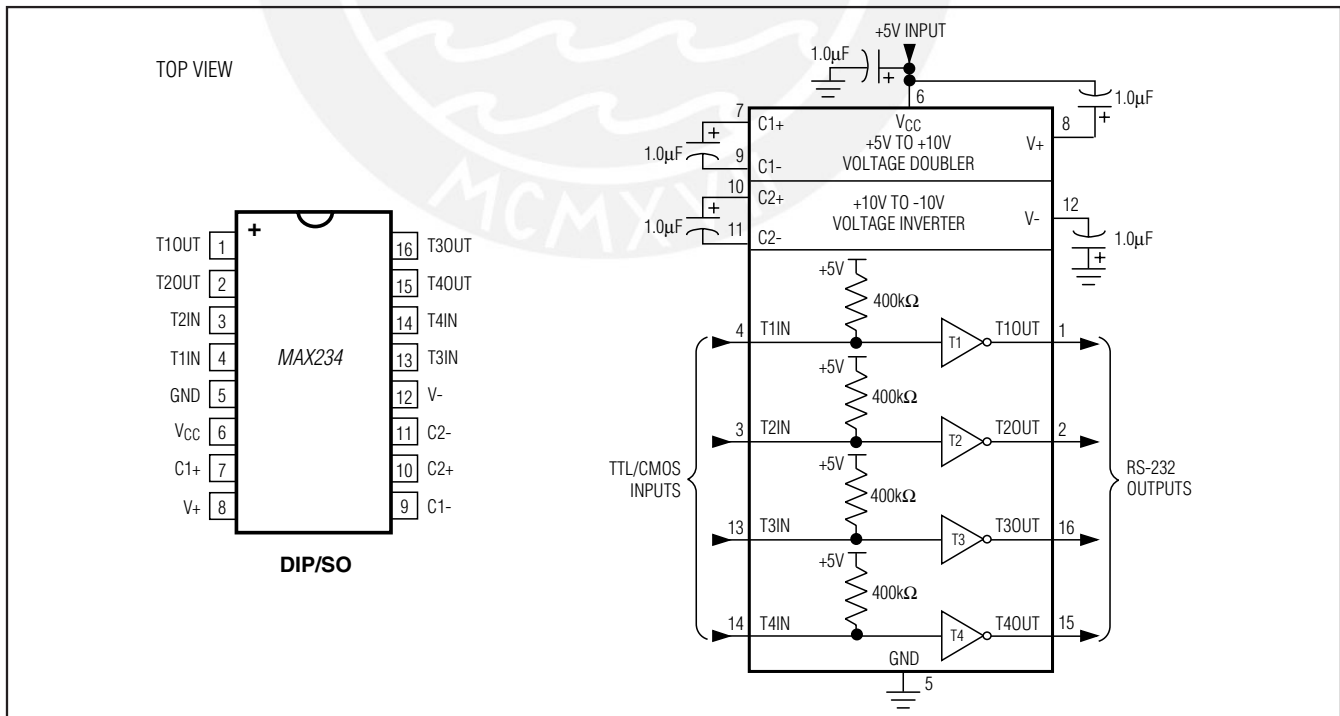 TOP VIEW
+
T1OUT 1
T2OUT 2
T2IN 3
T1IN 4
GND 5
VCC 6
C1+ 7
V+ 8
MAX234
16 T3OUT
15 T4OUT
14 T4IN
13 T3IN
12 V-
11 C2-
10 C2+
9 C1-
DIP/SO
+5V INPUT
1.0µF
+
6
VCC
+5V TO +10V
VOLTAGE DOUBLER
7
C1+
+
1.0µF
9
C1-
8
V+
1.0µF
+
10
C2+
+
1.0µF
11
C2-
+10V TO -10V
VOLTAGE INVERTER
12
V-
1.0µF
+
+5V
400kΩ
4 T1IN T1 T1OUT 1
+5V
400kΩ
3 T2IN T2 T2OUT 2
+5V
400kΩ
13 T3IN T3 T3OUT 16
+5V
400kΩ
14 T4IN T4 T4OUT 15
TTL/CMOS
INPUTS
RS-232
OUTPUTS
GND
5